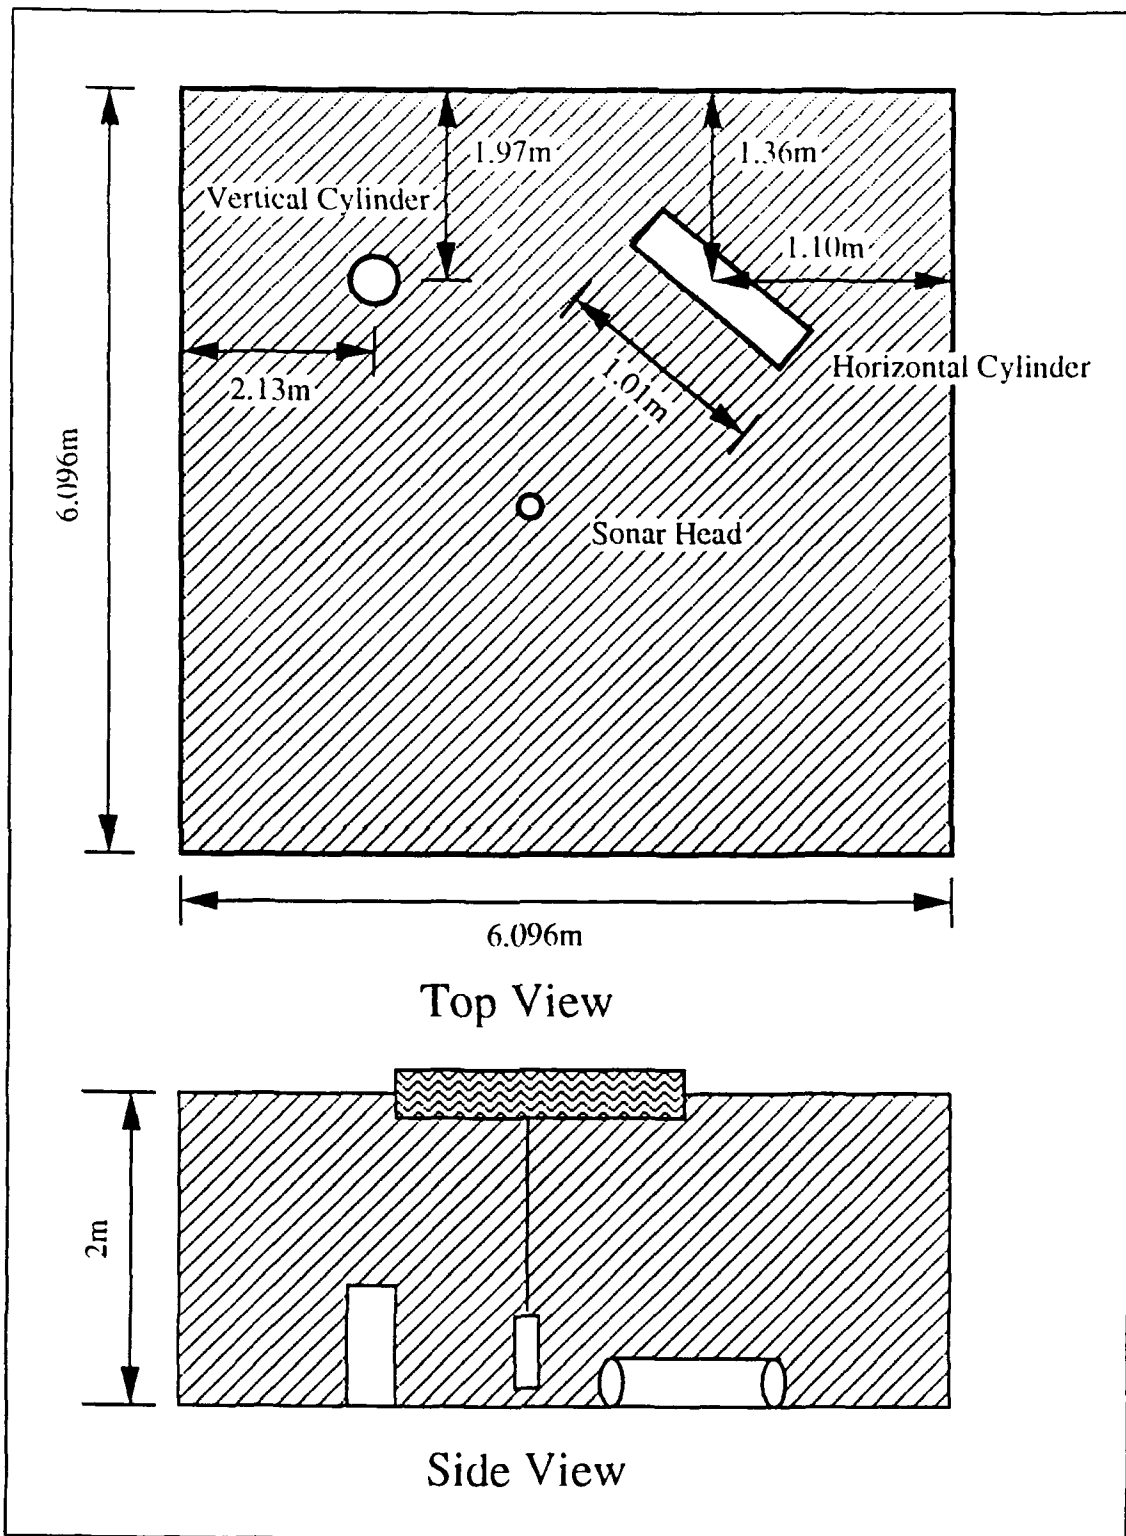 1.97m
1.36m
Vertical Cylinder
1.10m
Horizontal Cylinder
2.13m
1.01m
6.096m
Sonar Head
6.096m
Top View
2m
Side View